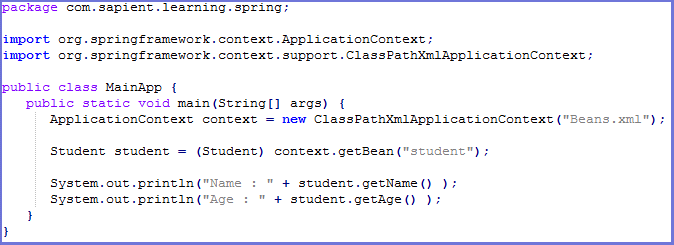 package com.sapient.learning.spring;
import org.springframework.context.ApplicationContext;
import org.springframework.context.support.ClassPathXmlApplicationContext;
public class MainApp {
public static void main(String[] args) {
ApplicationContext context = new ClassPathXmlApplicationContext("Beans.xml");
Student student = (Student) context.getBean("student");
System.out.println("Name : " + student.getName() );
System.out.println("Age : " + student.getAge() );
}
}